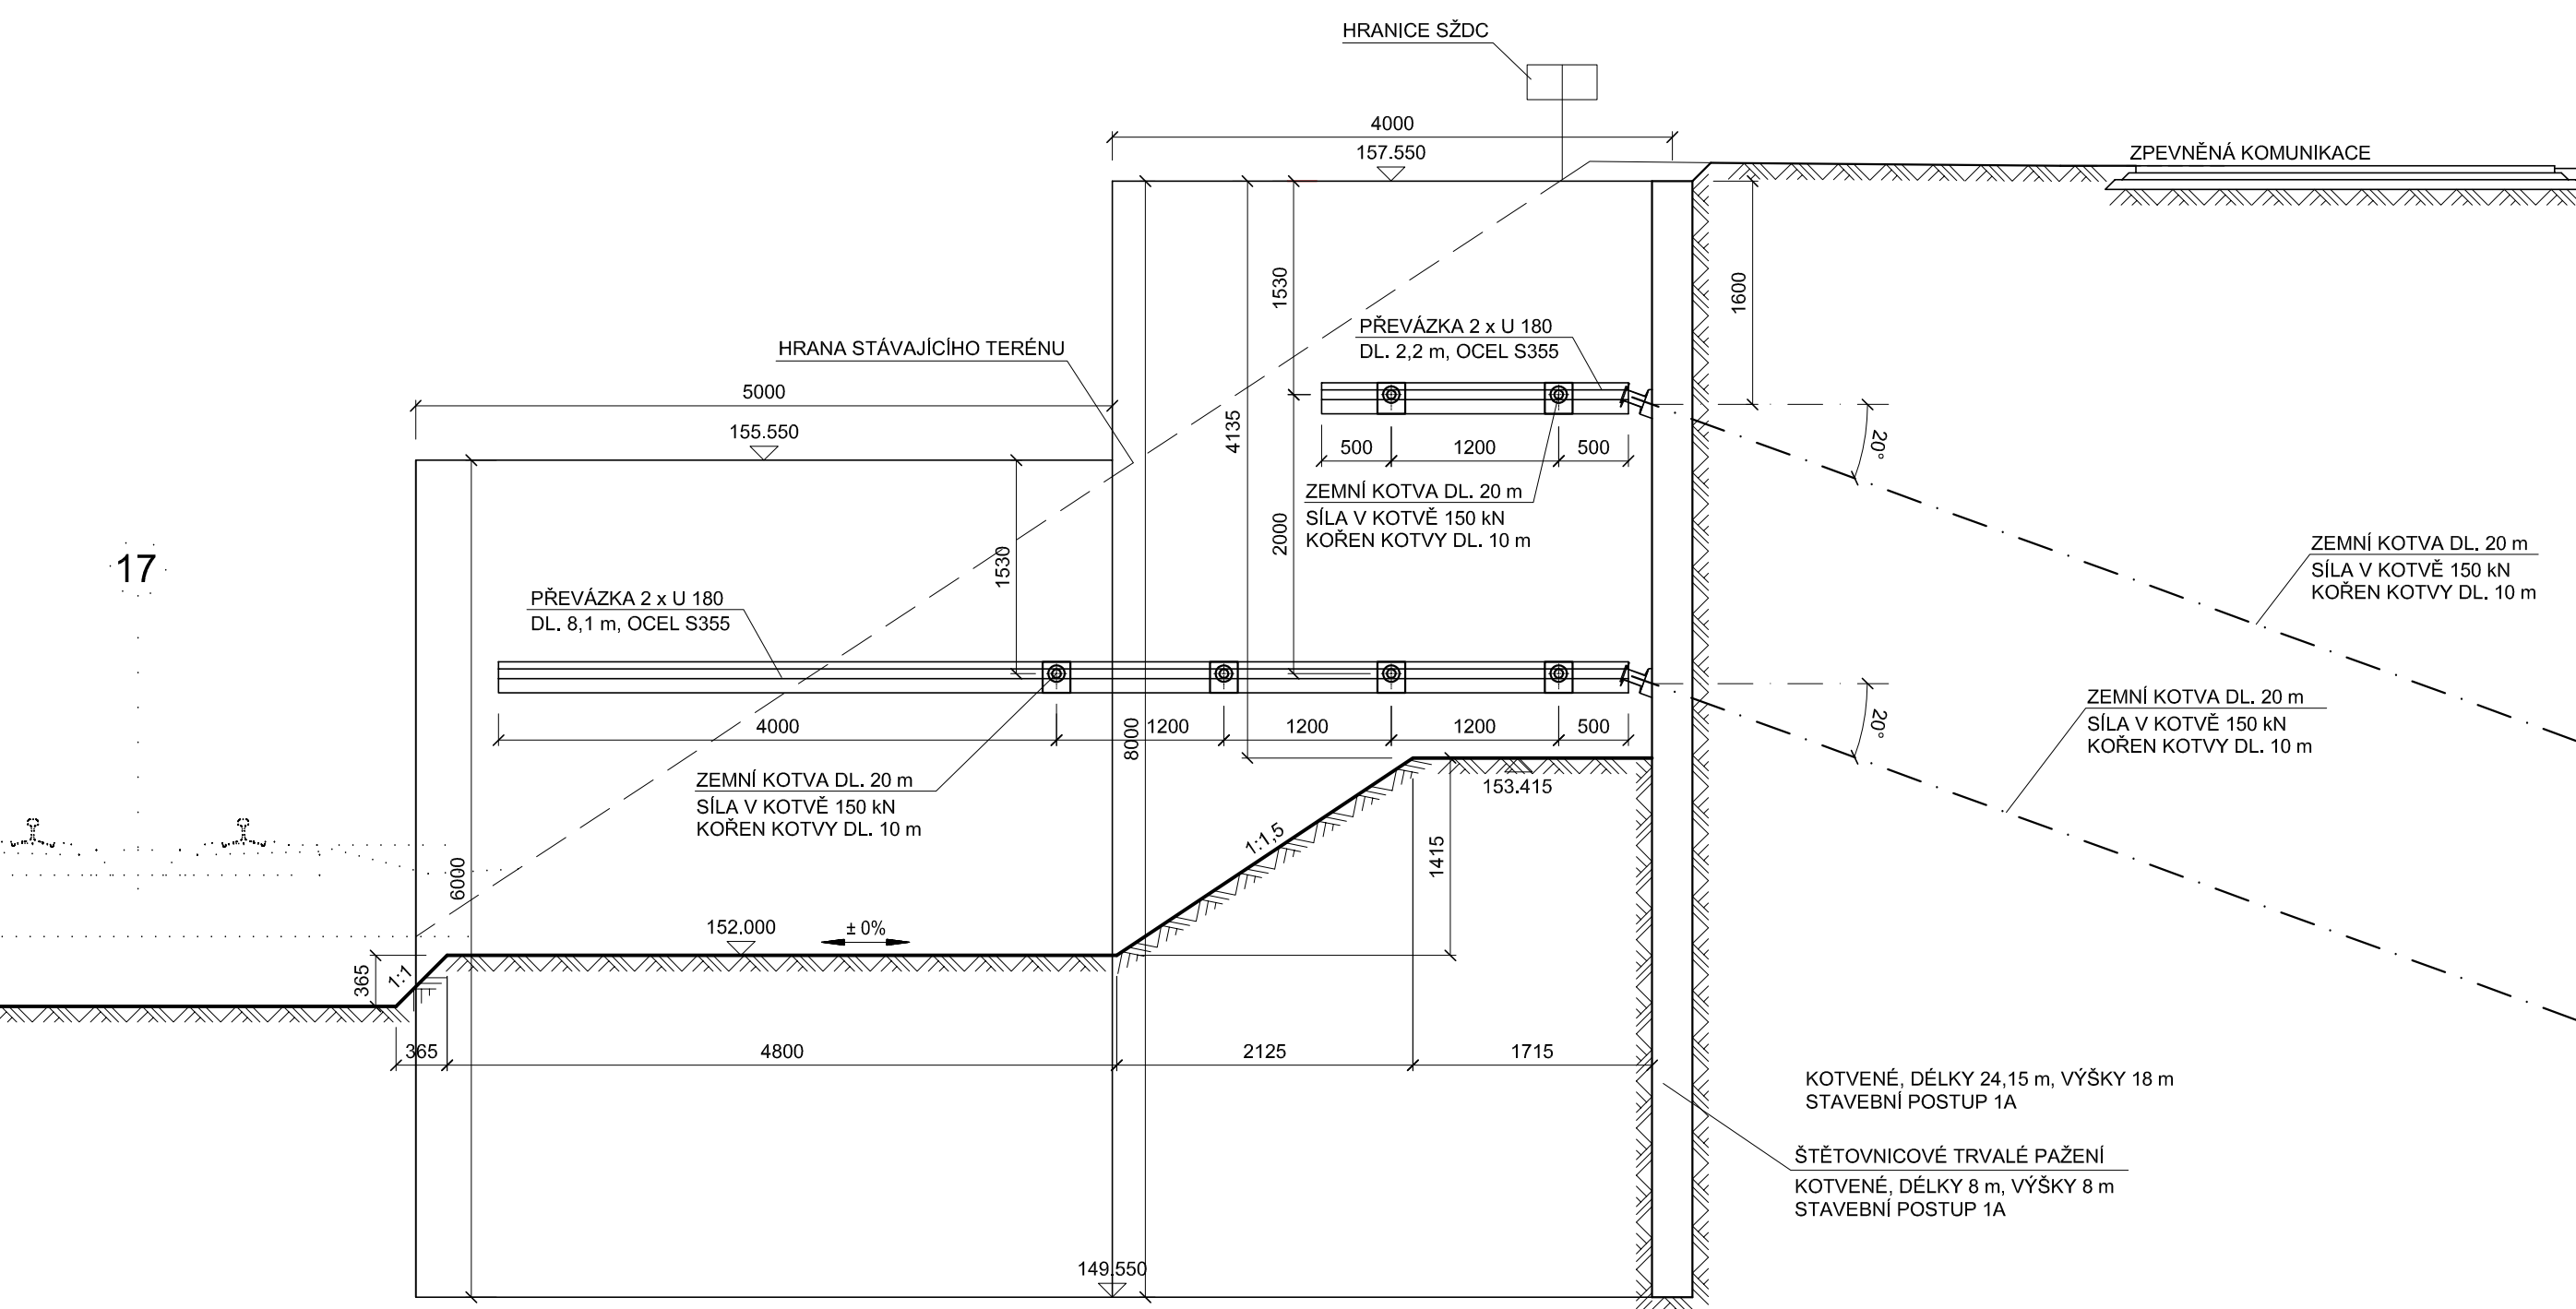 HRANICE SŽDC
4000
157.550
ZPEVNĚNÁ KOMUNIKACE
1530
1600
PŘEVÁZKA 2 x U 180
DL. 2,2 m, OCEL S355
HRANA STÁVAJÍCÍHO TERÉNU
5000
155.550
4135
500
1200
500
20°
ZEMNÍ KOTVA DL. 20 m
SÍLA V KOTVĚ 150 kN
KOŘEN KOTVY DL. 10 m
2000
1530
17
ZEMNÍ KOTVA DL. 20 m
SÍLA V KOTVĚ 150 kN
KOŘEN KOTVY DL. 10 m
PŘEVÁZKA 2 x U 180
DL. 8,1 m, OCEL S355
4000
1200
1200
1200
500
8000
20°
ZEMNÍ KOTVA DL. 20 m
SÍLA V KOTVĚ 150 kN
KOŘEN KOTVY DL. 10 m
ZEMNÍ KOTVA DL. 20 m
SÍLA V KOTVĚ 150 kN
KOŘEN KOTVY DL. 10 m
153.415
1:1,5
1415
6000
152.000
± 0%
365
1:1
365
4800
2125
1715
KOTVENÉ, DÉLKY 24,15 m, VÝŠKY 18 m
STAVEBNÍ POSTUP 1A
ŠTĚTOVNICOVÉ TRVALÉ PAŽENÍ
KOTVENÉ, DÉLKY 8 m, VÝŠKY 8 m
STAVEBNÍ POSTUP 1A
149.550